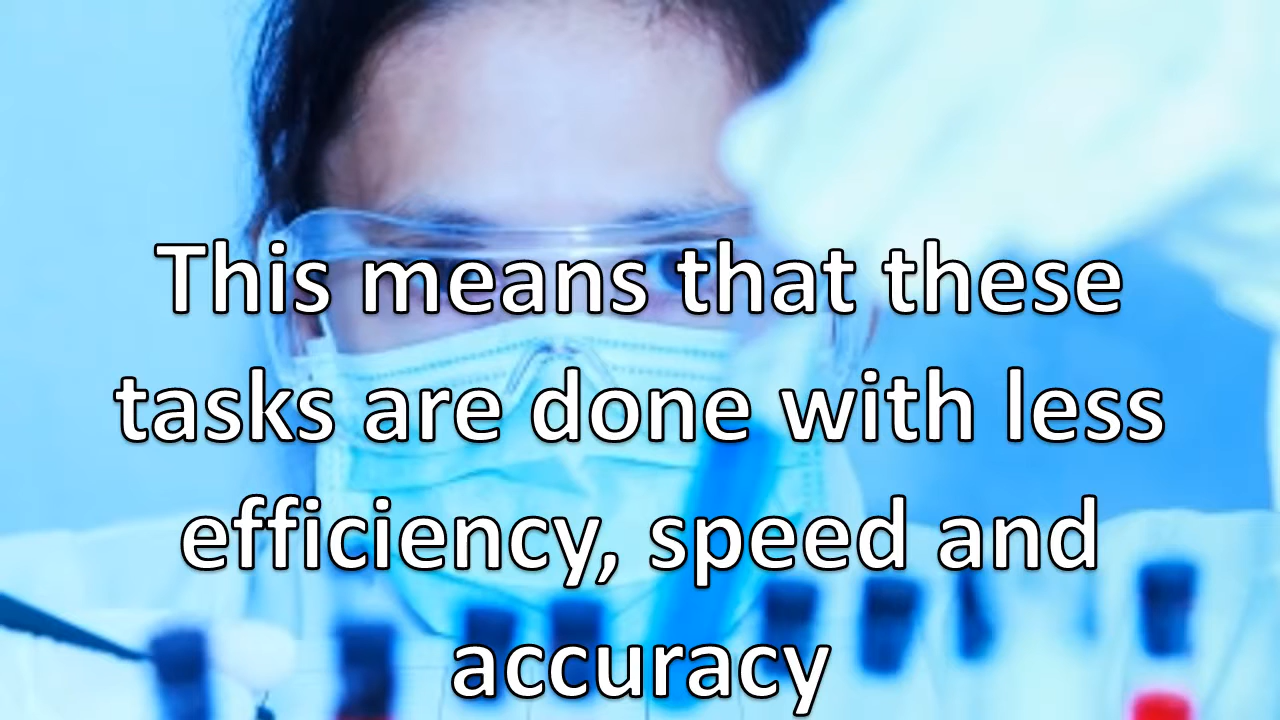 This means that these
tasks are done with less
efficiency, speed and
accuracy